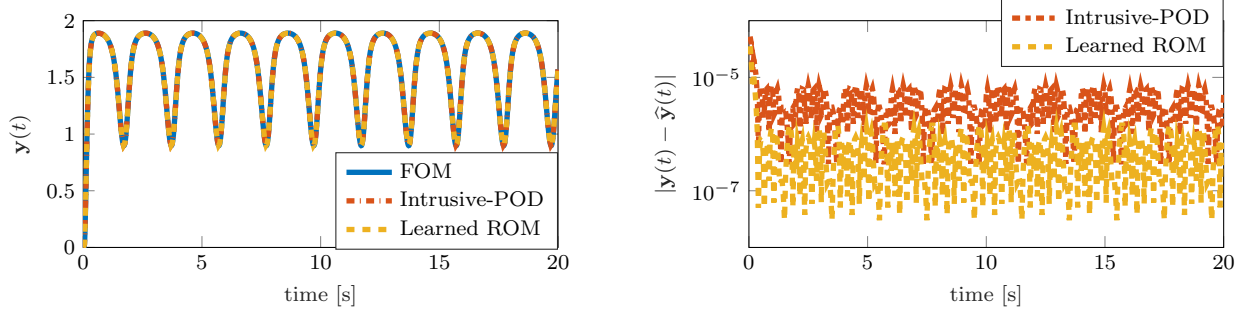 2
1.5
1
0.5
0
y(t)
FOM
Intrusive-POD
Learned ROM
0 5 10 15 20
time [s]
10⁻⁵
10⁻⁷
|y(t) − ŷ(t)|
Intrusive-POD
Learned ROM
0 5 10 15 20
time [s]